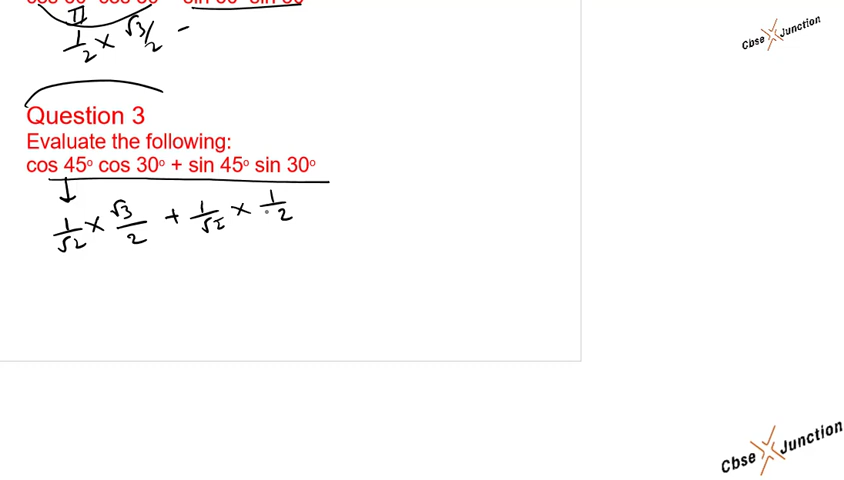 1/2 × √3/2 -
Cbse Junction
Question 3
Evaluate the following:
cos 45° cos 30° + sin 45° sin 30°
1/√2 × √3/2 + 1/√2 × 1/2
Cbse Junction